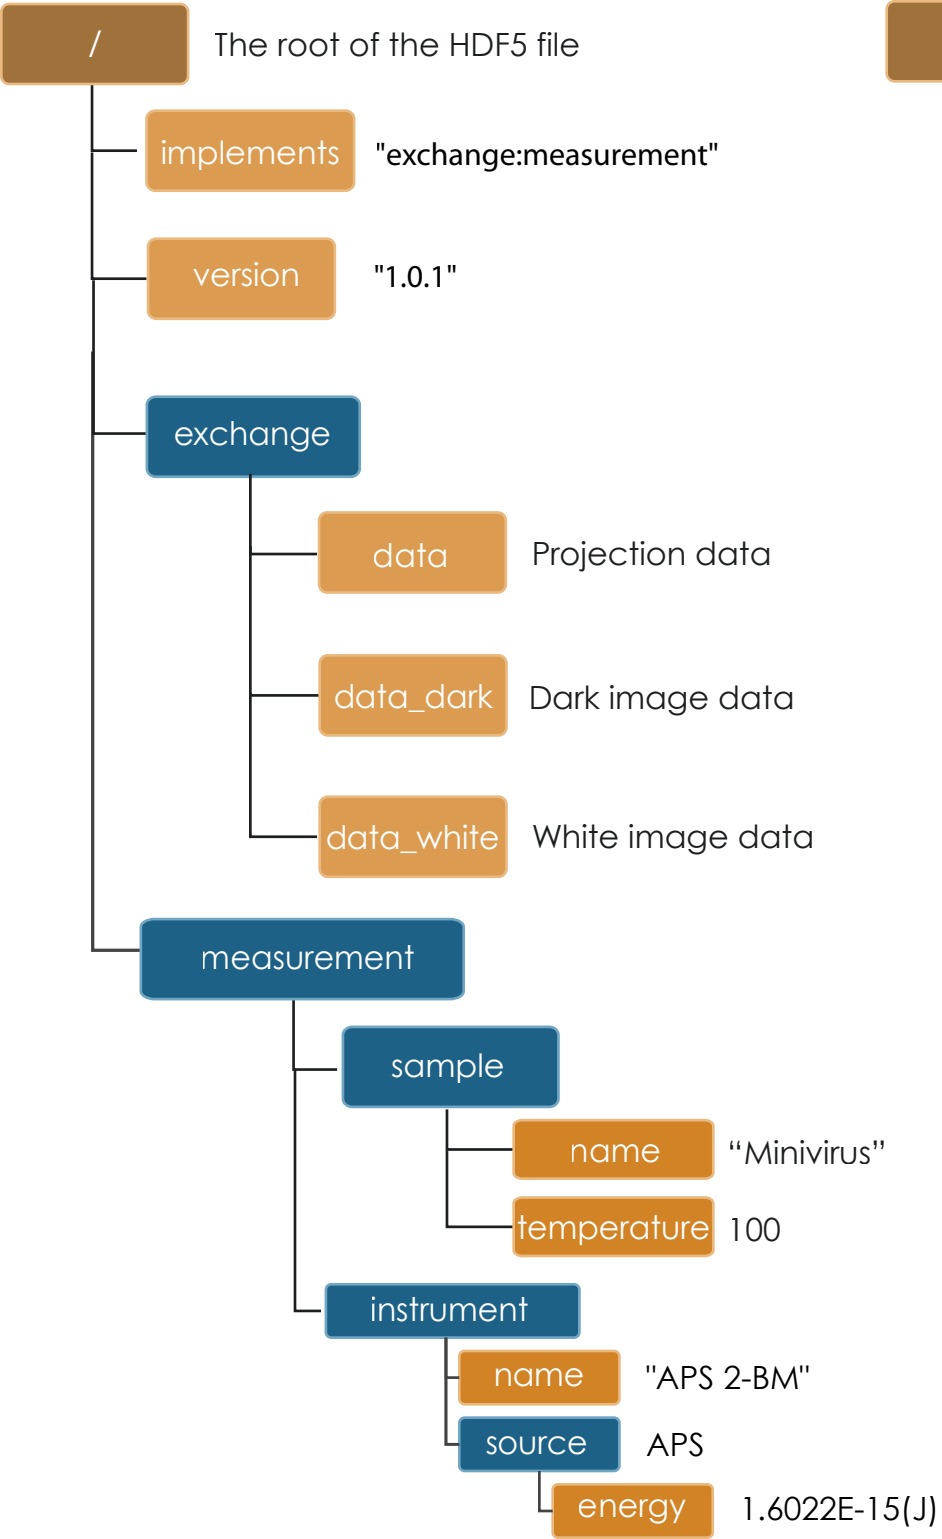 / The root of the HDF5 file
implements "exchange:measurement"
version "1.0.1"
exchange
data Projection data
data_dark Dark image data
data_white White image data
measurement
sample
name “Minivirus”
temperature 100
instrument
name "APS 2-BM"
source APS
energy 1.6022E-15(J)